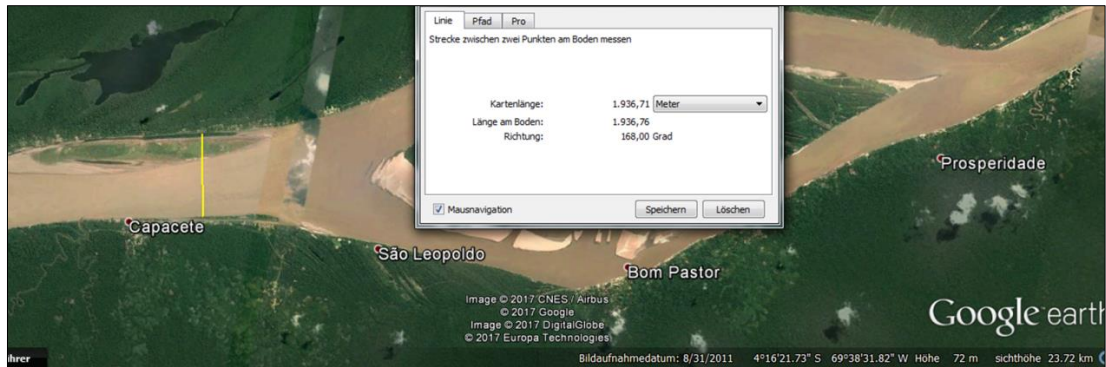 Linie Pfad Pro
Strecke zwischen zwei Punkten am Boden messen
Kartenlänge: 1.936,71 Meter
Länge am Boden: 1.936,76
Richtung: 168,00 Grad
Mausnavigation Speichern Löschen
Prosperidade
Capacete
São Leopoldo
Bom Pastor
Image © 2017 CNES / Airbus
© 2017 Google
Image © 2017 DigitalGlobe
© 2017 Europa Technologies
Google earth
Bildaufnahmedatum: 8/31/2011 4°16'21.73" S 69°38'31.82" W Höhe 72 m sichthöhe 23.72 km